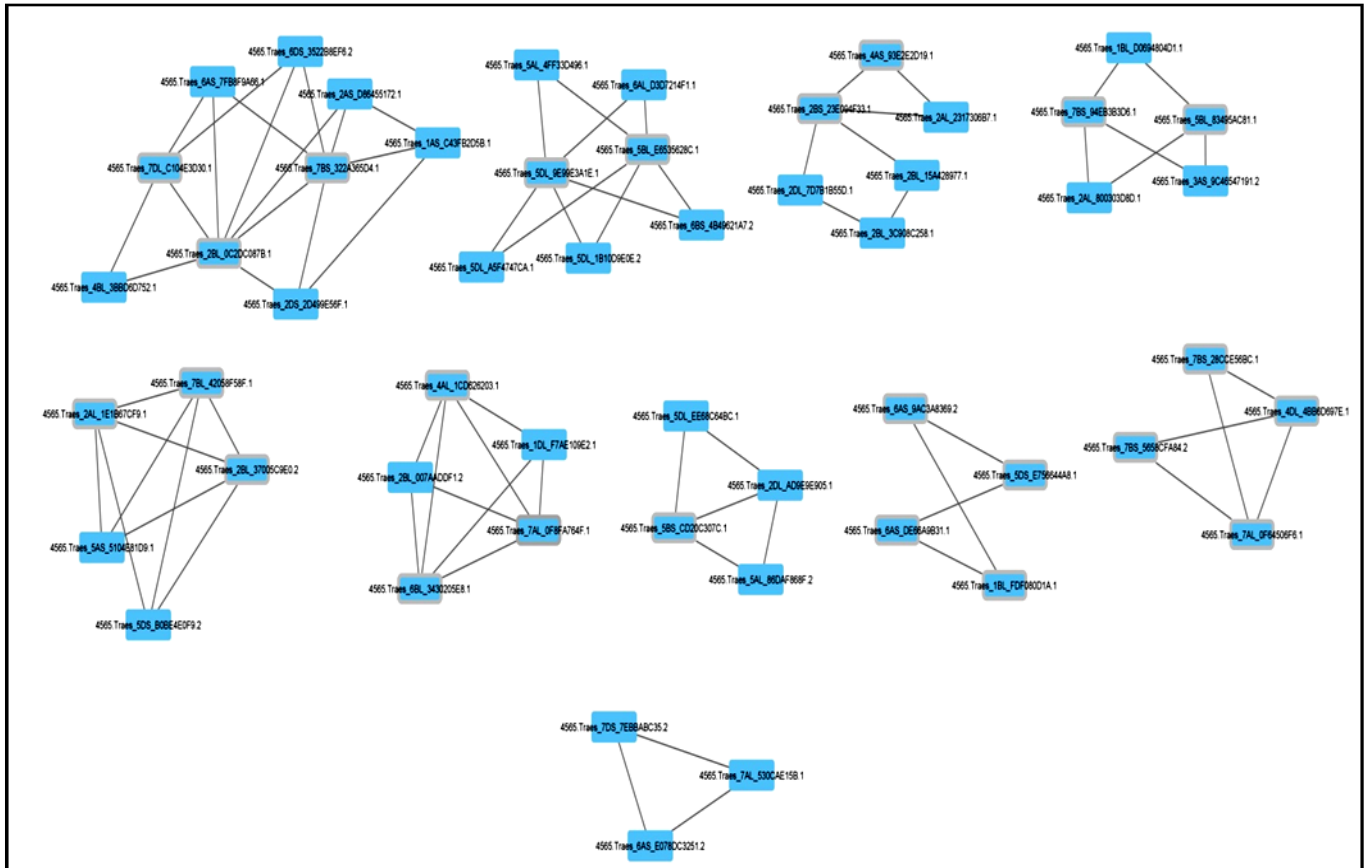 4565.Traes_6DS_3522B8EF6.2
4565.Traes_6AS_7FB8F9A66.1
4565.Traes_2AS_D86455172.1
4565.Traes_1AS_C43FB2D5B.1
4565.Traes_7DL_C104E3D30.1
4565.Traes_7BS_322A365D4.1
4565.Traes_2BL_0C2DC087B.1
4565.Traes_4BL_3BBD6D752.1
4565.Traes_2DS_2D499E56F.1
4565.Traes_5AL_4FF33D496.1
4565.Traes_6AL_D3D7214F1.1
4565.Traes_5BL_E6535628C.1
4565.Traes_5DL_9E99E3A1E.1
4565.Traes_6BS_4B49621A7.2
4565.Traes_5DL_1B10D9E0E.2
4565.Traes_5DL_A5F4747CA.1
4565.Traes_4AS_93E2E2D19.1
4565.Traes_2BS_23E094F33.1
4565.Traes_2AL_2317306B7.1
4565.Traes_2BL_15A428977.1
4565.Traes_2DL_7D7B1B55D.1
4565.Traes_2BL_3C908C258.1
4565.Traes_1BL_D0694804D1.1
4565.Traes_7BS_94EB3B3D6.1
4565.Traes_5BL_83495AC81.1
4565.Traes_3AS_9C46547191.2
4565.Traes_2AL_800303D8D.1
4565.Traes_7BL_42058F58F.1
4565.Traes_2AL_1E1B67CF9.1
4565.Traes_2BL_37005C9E0.2
4565.Traes_5AS_5104E81D9.1
4565.Traes_5DS_B0BE4E0F9.2
4565.Traes_4AL_1CD626203.1
4565.Traes_1DL_F7AE109E2.1
4565.Traes_2BL_007AADDF1.2
4565.Traes_7AL_0F8FA764F.1
4565.Traes_6BL_3430205E8.1
4565.Traes_5DL_EE68C64BC.1
4565.Traes_2DL_AD9E9E905.1
4565.Traes_5BS_CD20C307C.1
4565.Traes_5AL_86DAF868F.2
4565.Traes_6AS_9AC3A8369.2
4565.Traes_5DS_E756644A8.1
4565.Traes_6AS_DE66A9B31.1
4565.Traes_1BL_FDF080D1A.1
4565.Traes_7BS_28CCE56BC.1
4565.Traes_4DL_4BB6D697E.1
4565.Traes_7BS_5658CFA84.2
4565.Traes_7AL_0F64506F6.1
4565.Traes_7DS_7EBBABC35.2
4565.Traes_7AL_530CAE15B.1
4565.Traes_6AS_E078DC3251.2